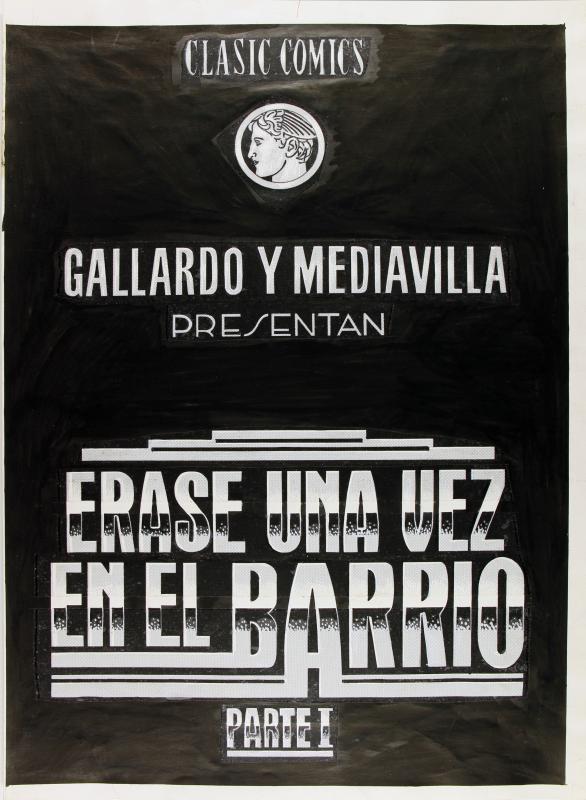 CLASIC COMICS
GALLARDO Y MEDIAVILLA
PRESENTAN
ERASE UNA VEZ
EN EL BARRIO
PARTE I